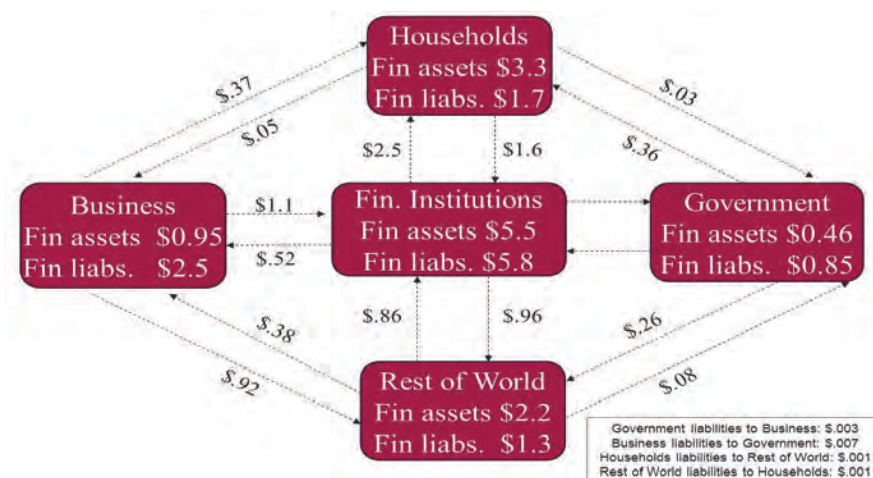 Households
Fin assets $3.3
Fin liabs. $1.7
$.37
$.05
$.03
$.36
$2.5
$1.6
Business
Fin assets $0.95
Fin liabs. $2.5
$1.1
$.52
Fin. Institutions
Fin assets $5.5
Fin liabs. $5.8
Government
Fin assets $0.46
Fin liabs. $0.85
$.86
$.96
$.38
$.92
$.26
$.08
Rest of World
Fin assets $2.2
Fin liabs. $1.3
Government liabilities to Business: $.003
Business liabilities to Government: $.007
Households liabilities to Rest of World: $.001
Rest of World liabilities to Households: $.001